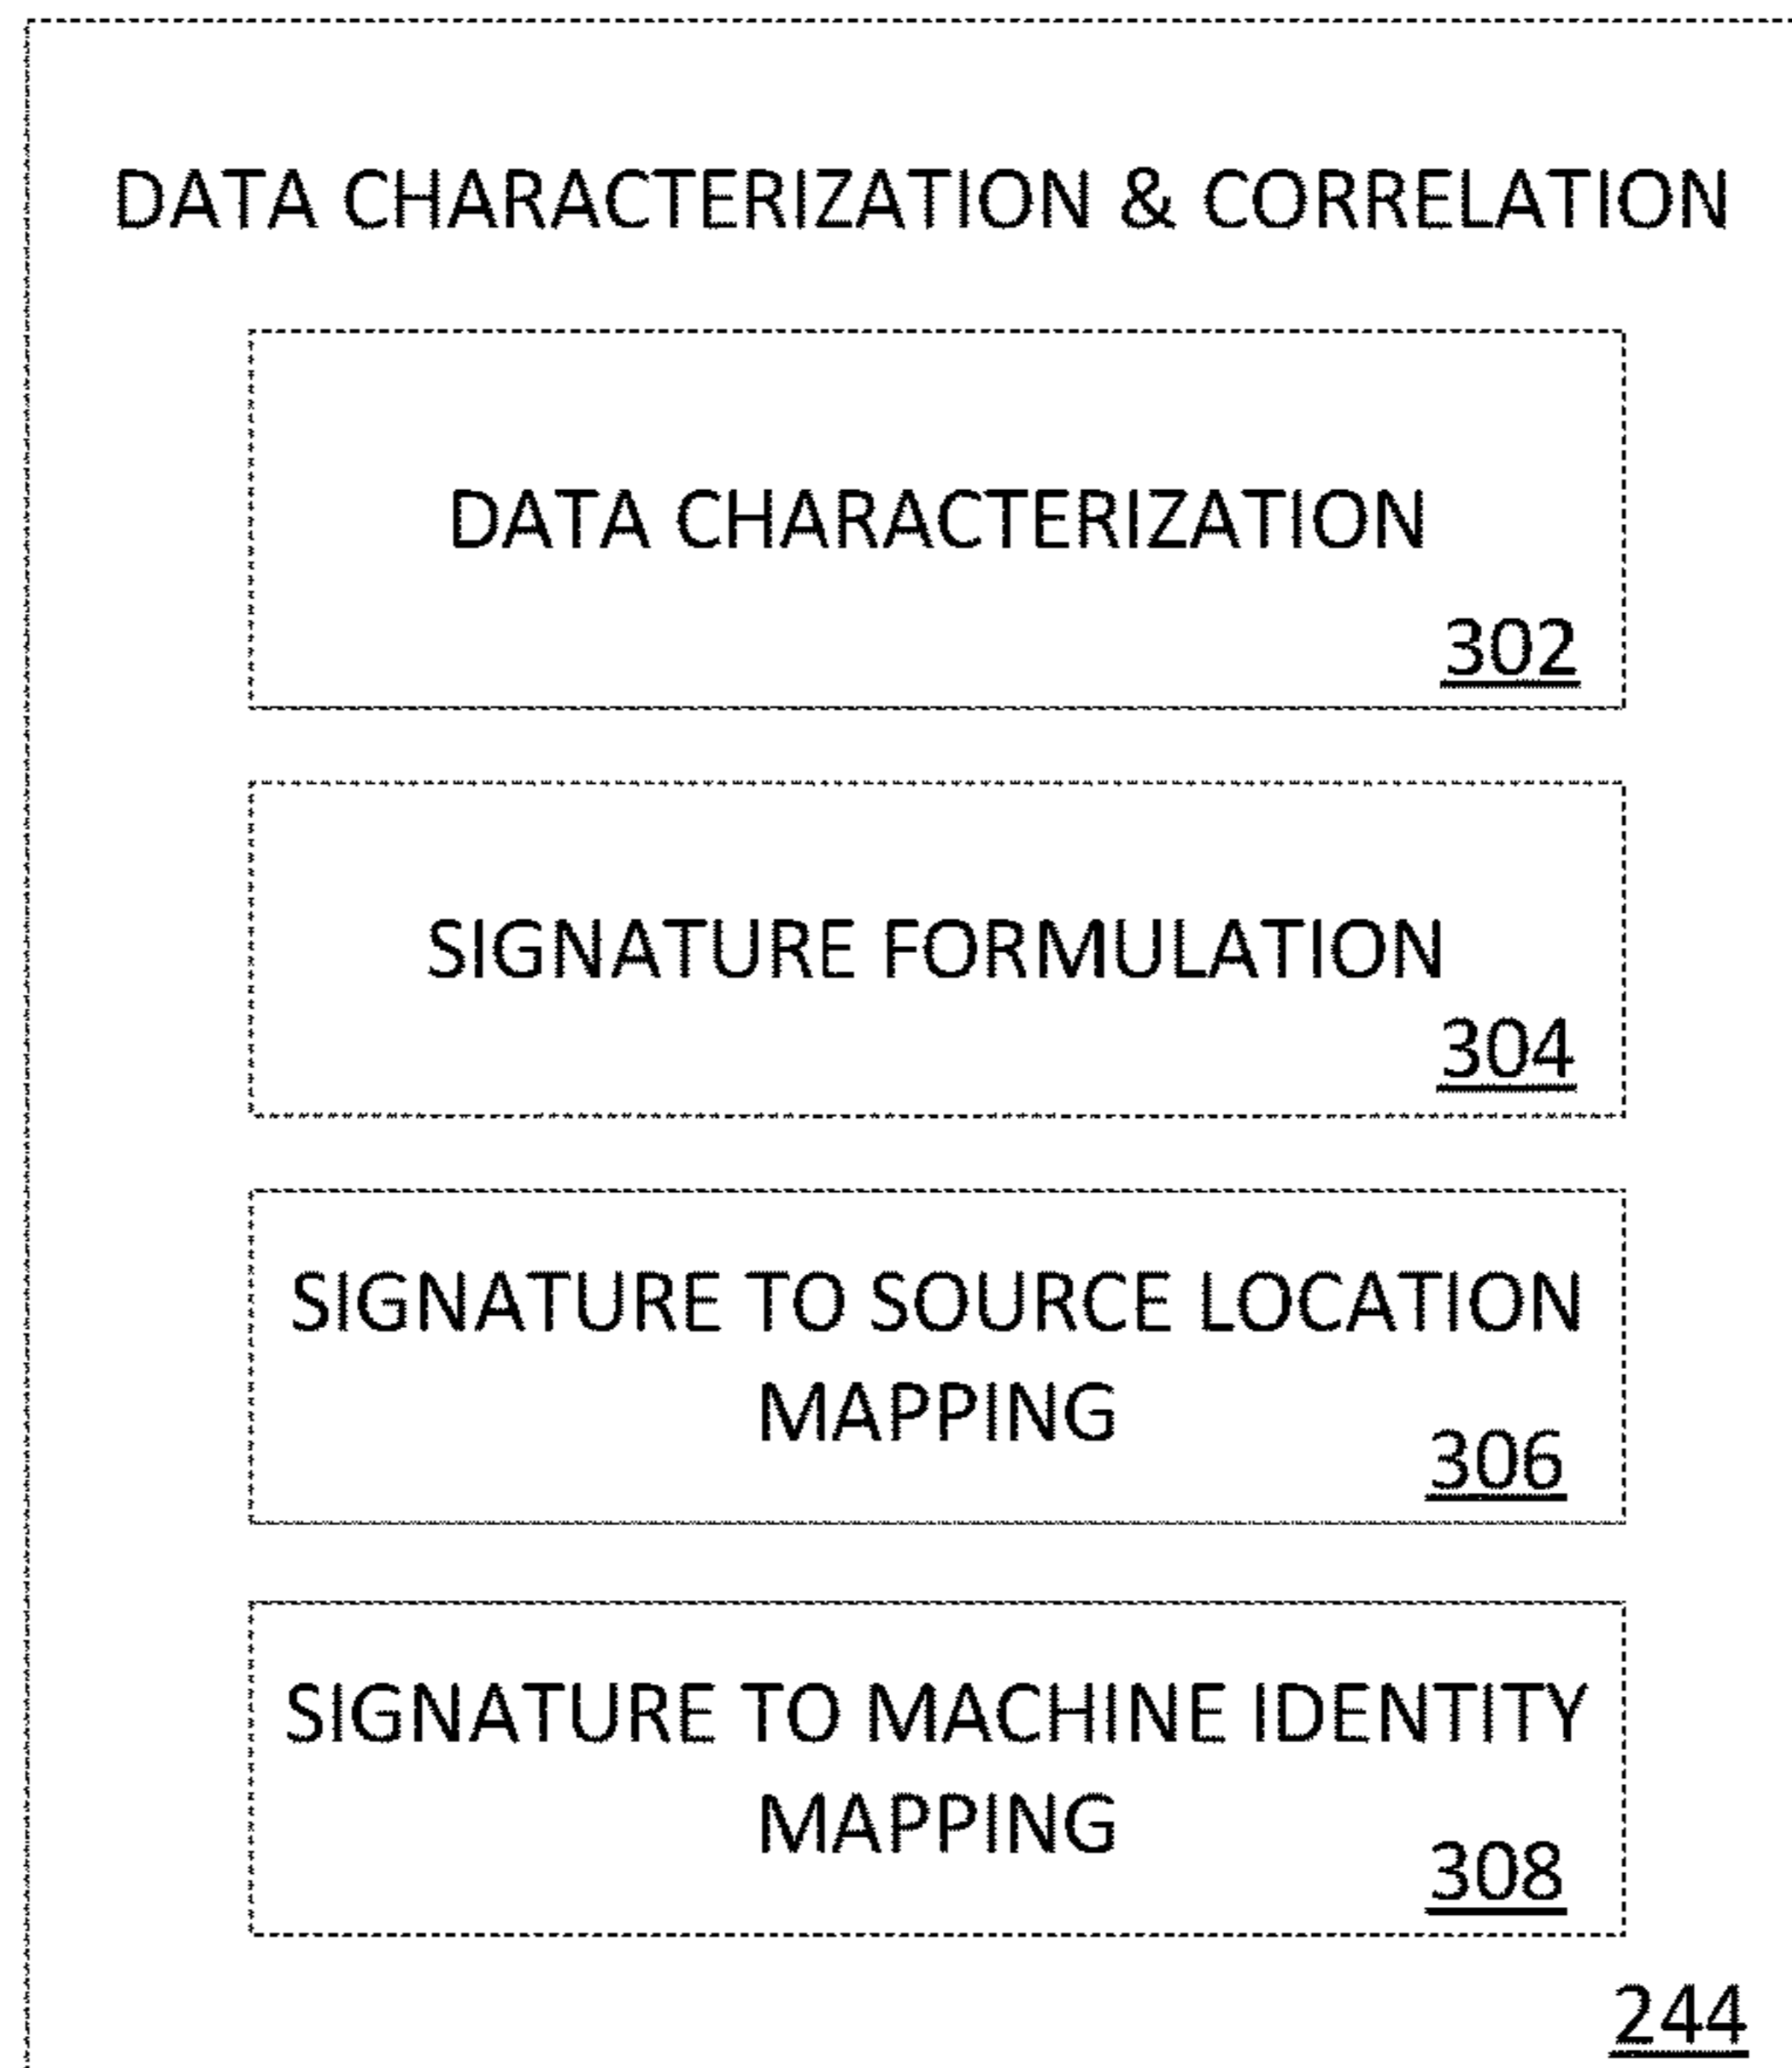 DATA CHARACTERIZATION & CORRELATION
DATA CHARACTERIZATION
302
SIGNATURE FORMULATION
304
SIGNATURE TO SOURCE LOCATION
MAPPING
306
SIGNATURE TO MACHINE IDENTITY
MAPPING
308
244